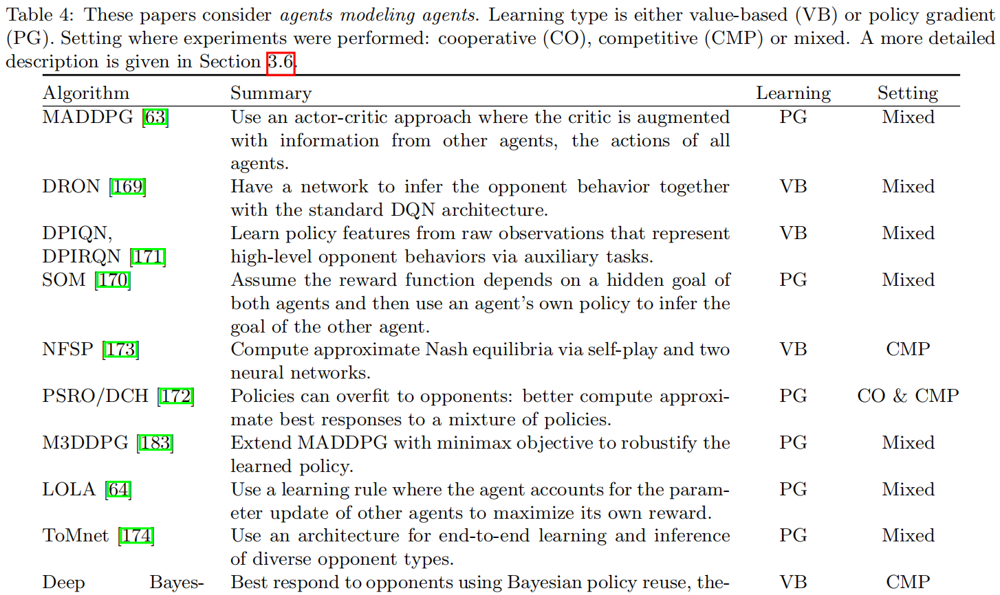 Table 4: These papers consider agents modeling agents. Learning type is either value-based (VB) or policy gradient
(PG). Setting where experiments were performed: cooperative (CO), competitive (CMP) or mixed. A more detailed
description is given in Section 3.6.
Algorithm Summary Learning Setting
MADDPG [63] Use an actor-critic approach where the critic is augmented PG Mixed
with information from other agents, the actions of all
agents.
DRON [169] Have a network to infer the opponent behavior together VB Mixed
with the standard DQN architecture.
DPIQN, Learn policy features from raw observations that represent VB Mixed
DPIRQN [171] high-level opponent behaviors via auxiliary tasks.
SOM [170] Assume the reward function depends on a hidden goal of PG Mixed
both agents and then use an agent's own policy to infer the
goal of the other agent.
NFSP [173] Compute approximate Nash equilibria via self-play and two VB CMP
neural networks.
PSRO/DCH [172] Policies can overfit to opponents: better compute approxi- PG CO & CMP
mate best responses to a mixture of policies.
M3DDPG [183] Extend MADDPG with minimax objective to robustify the PG Mixed
learned policy.
LOLA [64] Use a learning rule where the agent accounts for the param- PG Mixed
eter update of other agents to maximize its own reward.
ToMnet [174] Use an architecture for end-to-end learning and inference PG Mixed
of diverse opponent types.
Deep Bayes- Best respond to opponents using Bayesian policy reuse, the- VB CMP